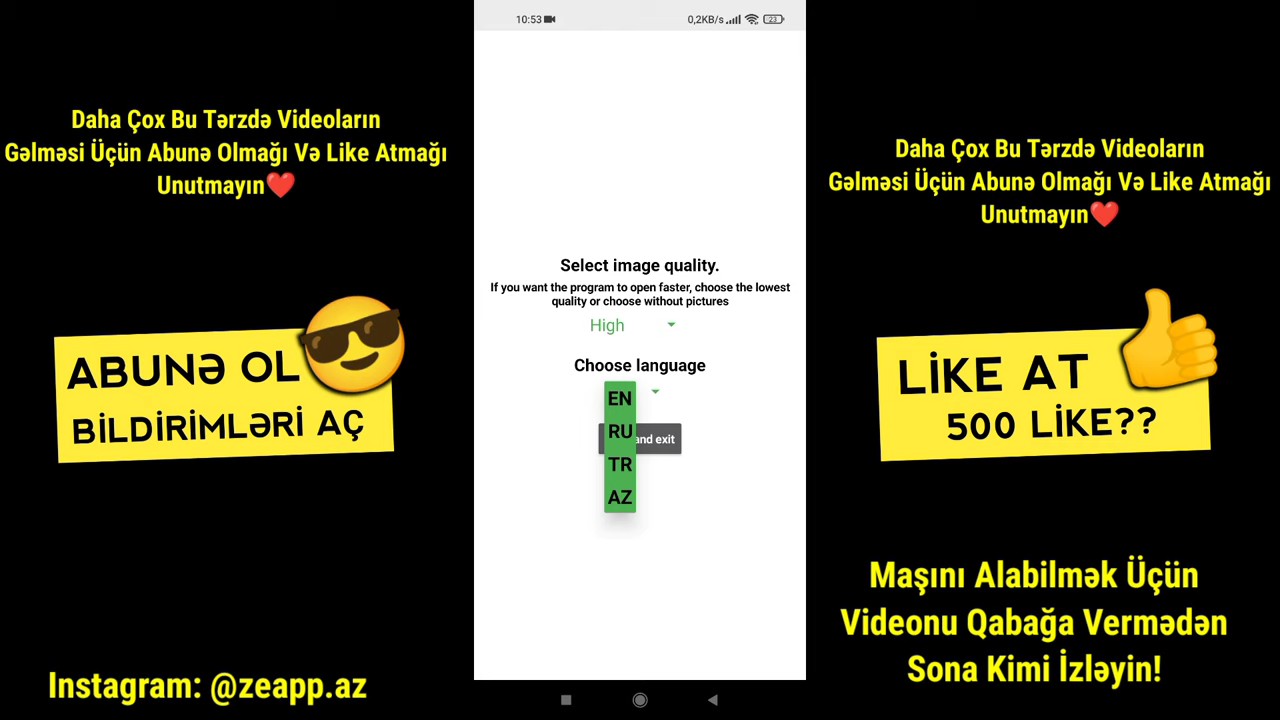 Daha Çox Bu Tərzdə Videoların
Gəlməsi Üçün Abunə Olmağı Və Like Atmağı
Unutmayın❤️
ABUNƏ OL
BİLDİRİMLƏRİ AÇ
Instagram: @zeapp.az
10:53
0,2KB/s
23
Select image quality.
If you want the program to open faster, choose the lowest
quality or choose without pictures
High
Choose language
EN
RU
and exit
TR
AZ
Daha Çox Bu Tərzdə Videoların
Gəlməsi Üçün Abunə Olmağı Və Like Atmağı
Unutmayın❤️
LİKE AT
500 LİKE??
Maşını Alabilmək Üçün
Videonu Qabağa Vermədən
Sona Kimi İzləyin!